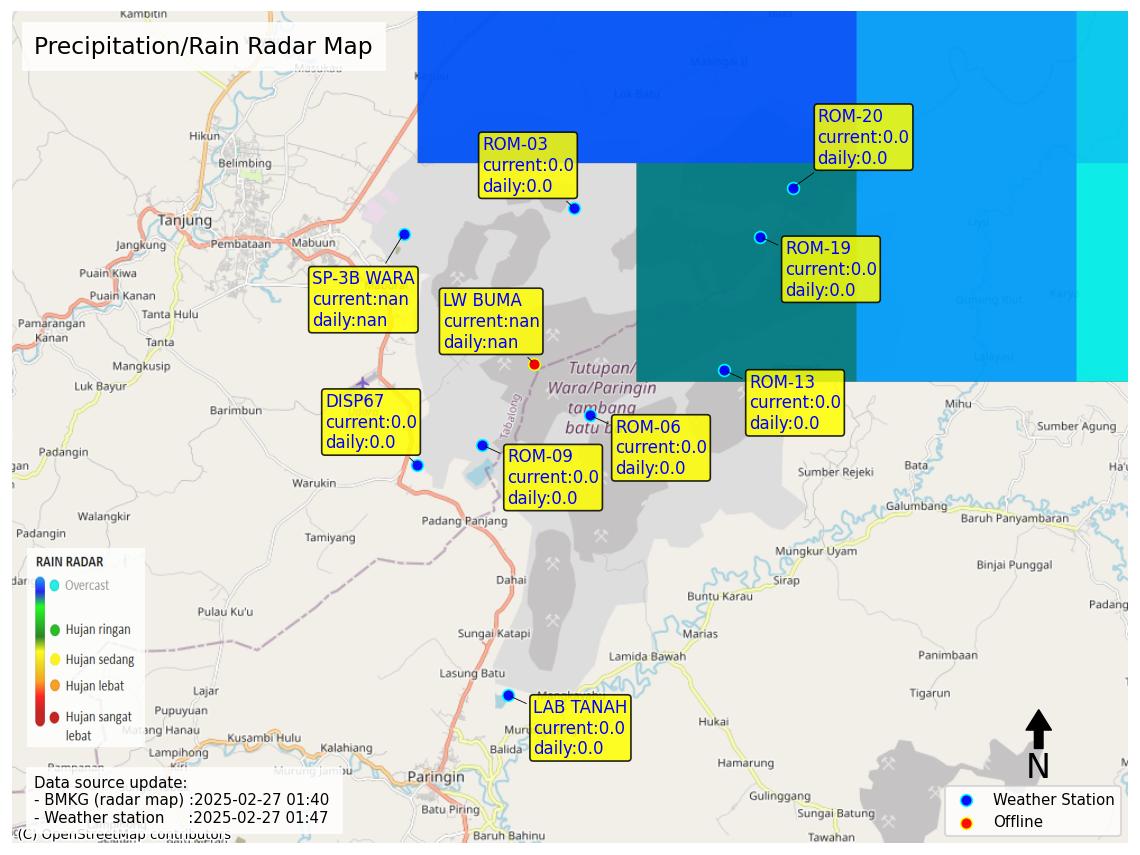 Precipitation/Rain Radar Map
Kambitin
Masukau
Hikun
Belimbing
Tanjung
Jangkung
Pembataan
Mabuun
Puain Kiwa
Puain Kanan
Tanta Hulu
Pamarangan
Kanan
Tanta
Mangkusip
Luk Bayur
Barimbun
Padangin
Warukin
Walangkir
Padangin
Tamiyang
Padang Panjang
Dahai
Tabalong
ROM-03
current:0.0
daily:0.0
ROM-20
current:0.0
daily:0.0
ROM-19
current:0.0
daily:0.0
SP-3B WARA
current:nan
daily:nan
LW BUMA
current:nan
daily:nan
Tutupan/
Wara/Paringin
tambang
batu b
ROM-13
current:0.0
daily:0.0
DISP67
current:0.0
daily:0.0
ROM-06
current:0.0
daily:0.0
ROM-09
current:0.0
daily:0.0
Mihu
Sumber Agung
Sumber Rejeki
Bata
Ha'u
Galumbang
Baruh Panyambaran
Mungkur Uyam
Binjai Punggal
Sirap
Buntu Karau
Padang
Marias
Lamida Bawah
Panimbaan
Tigarun
Hukai
Hamarung
Gulinggang
Sungai Batung
Tawahan
RAIN RADAR
Overcast
Hujan ringan
Hujan sedang
Hujan lebat
Hujan sangat
lebat
Pulau Ku'u
Sungai Katapi
Lasung Batu
Lajar
Pupuyuan
Matang Hanau
Kusambi Hulu
Lampihong
Kalahiang
Murung Jambu
Paringin
Balida
Batu Piring
Baruh Bahinu
LAB TANAH
current:0.0
daily:0.0
Data source update:
- BMKG (radar map) :2025-02-27 01:40
- Weather station :2025-02-27 01:47
(C) OpenStreetMap contributors
N
Weather Station
Offline